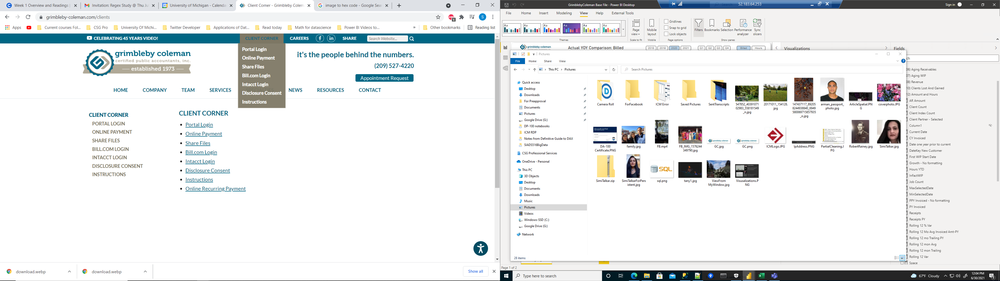 Week 1 Overview and Readings |
Invitation: Regex Study @ Thu Jul
University of Michigan - Calendar
Client Corner - Grimbleby Colem
image to hex code - Google Sear
grimbleby-coleman.com/clients
Apps
Current courses Fol...
CSG Pro
University Of Michi...
Twitter Developer
Applications of Dat...
Read today
Math for datascience
Power BI Videos to...
»
Other bookmarks
Reading list
CELEBRATING 45 YEARS VIDEO!
CLIENT CORNER
CAREERS
SHARE
Search Website...
grimbleby coleman
certified public accountants, inc.
established 1973
it's the people behind the numbers.
(209) 527-4220
Appointment Request
Portal Login
Online Payment
Share Files
Bill.com Login
Intacct Login
Disclosure Consent
Instructions
HOME
COMPANY
TEAM
SERVICES
NEWS
RESOURCES
CONTACT
CLIENT CORNER
PORTAL LOGIN
ONLINE PAYMENT
SHARE FILES
BILL.COM LOGIN
INTACCT LOGIN
DISCLOSURE CONSENT
INSTRUCTIONS
CLIENT CORNER
Portal Login
Online Payment
Share Files
Bill.com Login
Intacct Login
Disclosure Consent
Instructions
Online Recurring Payment
download.webp
download.webp
Show all
GrimblebyColeman Base File - Power BI Desktop
52.183.64.253
Sign in
File
Home
Insert
Modeling
View
Help
External Tools
Page view
Mobile layout
Gridlines
Snap to grid
Lock objects
Filters
Bookmarks
Selection
Performance analyzer
Sync slicers
Themes
Scale to fit
Mobile
Page options
Show panes
grimbleby coleman
Actual YOY Comparison: Billed
2018
2019
2020
2021
Q1
Q2
Q3
Q4
Billed
Hours
Visualizations
Fields
Pictures
File
Home
Share
View
This PC
Pictures
Search Pictures
Quick access
Desktop
Downloads
For Preapproval
Documents
Pictures
Google Drive (G:)
DP-100 notebooks
ICM RDP
Notes from Definitive Guide to DAX
SIADS516BigData
CSG Professional Services
OneDrive - Personal
This PC
3D Objects
Desktop
Documents
Downloads
Music
Pictures
Videos
Windows-SSD (C:)
Google Drive (G:)
Network
28 items
Camera Roll
ForFacebook
ICM Error
Saved Pictures
SentTranscripts
547852_40391071
02983_558181549
_n.jpg
20171011_154128.
jpg
147437117_89205
8244938840_6949
580069715857935
_o.jpg
arman_passport_
photo.jpg
ArticleSpatial.PN
G
coverphoto.JPG
DA-100
Certificate.PNG
family.jpg
FB.mp4
FB_IMG_1576244
349790.jpg
GC.jpg
GC.png
ICMLogo.JPG
IpAddress.PNG
PartialCleaning.J
PG
RobertRainey.jpg
SimiTalkar.jpg
SimiTalkar.zip
SimiTalkarForPers
istent.jpg
sql.png
tany1.jpg
ViewFrom
MyWindow.jpg
Visusalizations.P
NG
SQL
ch
06) Aging Receivables
07) Aging WIP
08) Revenue
10) Clients Lost And Gained
12) Amount and Hours
AR Amount
Client Count
Client Index Count
Client Partner - Selected
Column1
Current Date
CY Invoiced
Date one year prior to current
DateKey New Customer
First WIP Start Date
Growth - No formatting
Hours YTD
InFactWIP
Job Count
MaxSelectedDate
MinSelectedDate
PPY Invoiced - No formatting
PY Invoiced
Receipts
Receipts PY
Rolling 12 % Var
Rolling 12 Mo Avg Invoiced Amt-PY
Rolling 12 mo Trailing PY
Rolling 12 mon Avg
Rolling 12 mon Trailing
Rolling 12 Var
Space
Page 1 of 2
Type here to search
67°F Cloudy
12:04 PM
6/30/2021